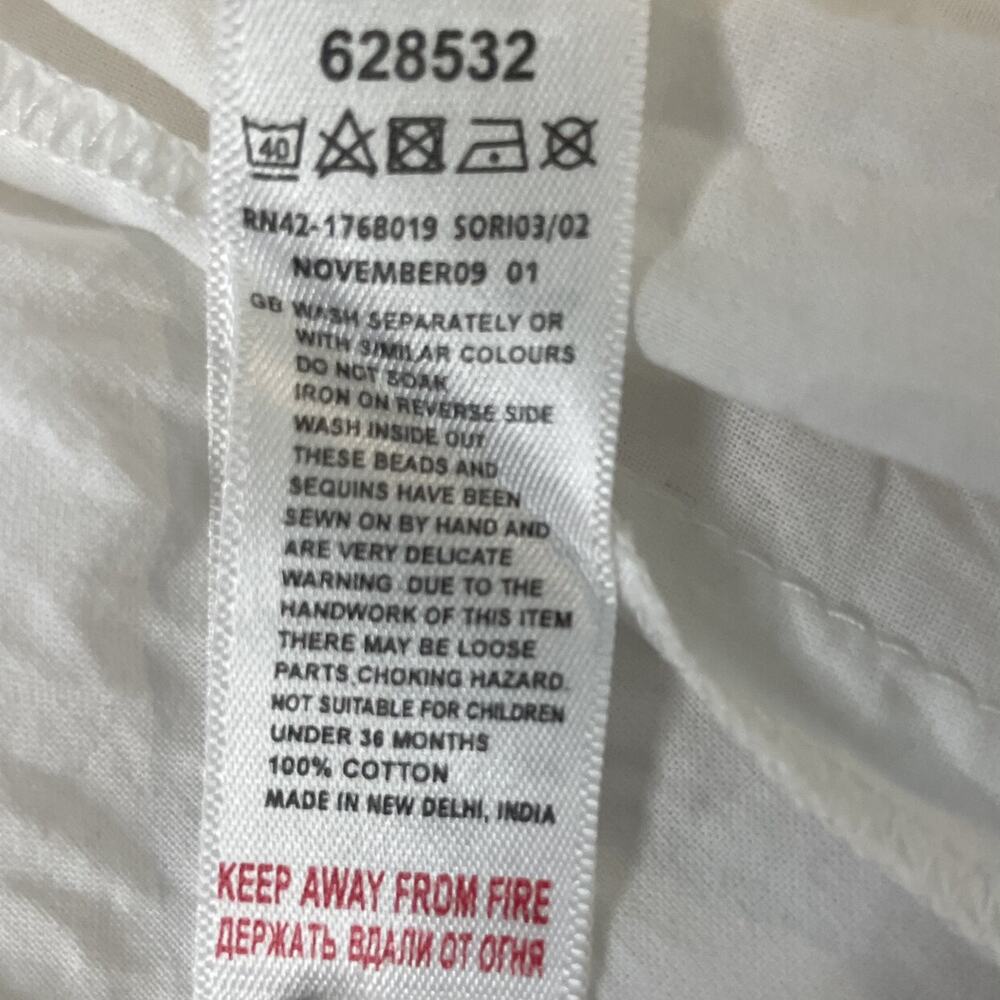 628532
40
RN42-1768019 SORI03/02
NOVEMBER09 01
GB WASH SEPARATELY OR
WITH SIMILAR COLOURS
DO NOT SOAK
IRON ON REVERSE SIDE
WASH INSIDE OUT
THESE BEADS AND
SEQUINS HAVE BEEN
SEWN ON BY HAND AND
ARE VERY DELICATE
WARNING DUE TO THE
HANDWORK OF THIS ITEM
THERE MAY BE LOOSE
PARTS,CHOKING HAZARD.
NOT SUITABLE FOR CHILDREN
UNDER 36 MONTHS
100% COTTON
MADE IN NEW DELHI, INDIA
KEEP AWAY FROM FIRE
ДЕРЖАТЬ ВДАЛИ ОТ ОГНЯ